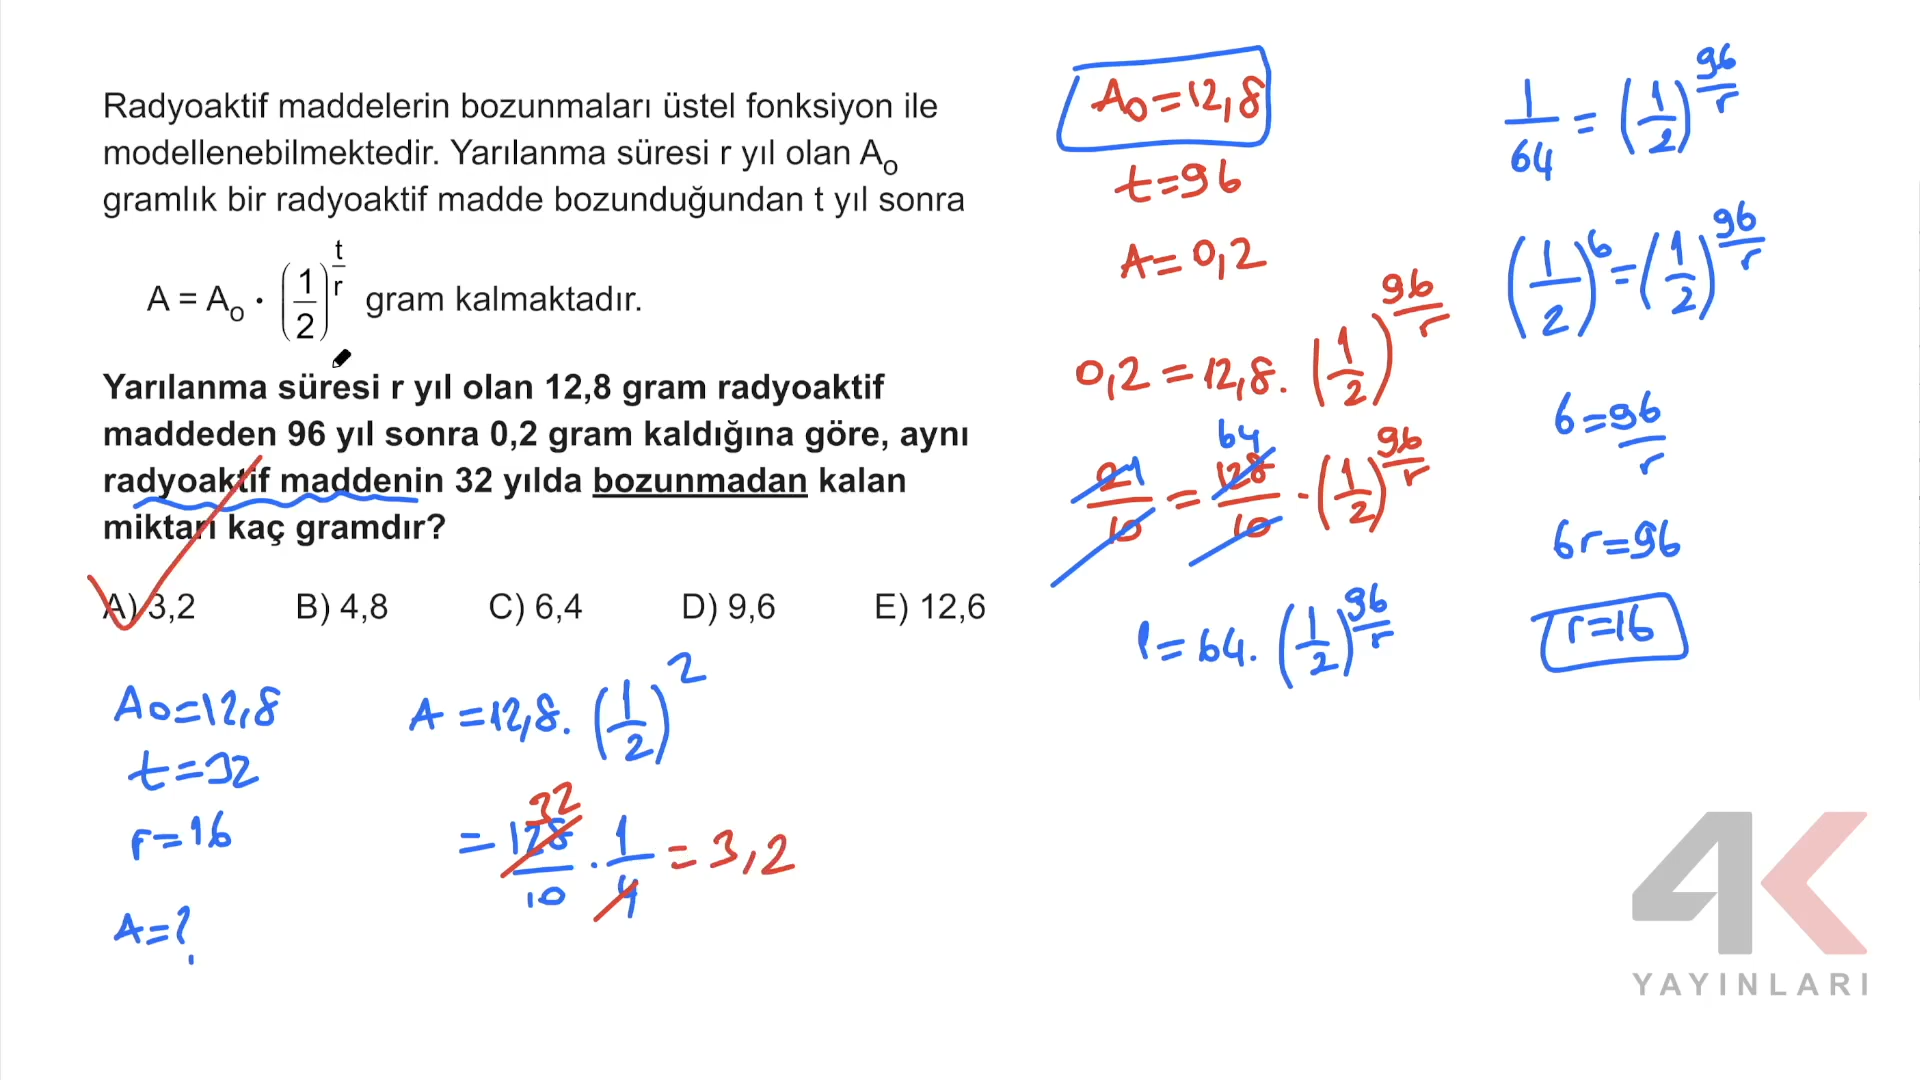 Radyoaktif maddelerin bozunmaları üstel fonksiyon ile
modellenebilmektedir. Yarılanma süresi r yıl olan A₀
gramlık bir radyoaktif madde bozunduğundan t yıl sonra
A = A₀ · (1/2)^(t/r) gram kalmaktadır.
Yarılanma süresi r yıl olan 12,8 gram radyoaktif
maddeden 96 yıl sonra 0,2 gram kaldığına göre, aynı
radyoaktif maddenin 32 yılda bozunmadan kalan
miktarı kaç gramdır?
A) 3,2 B) 4,8 C) 6,4 D) 9,6 E) 12,6
A₀=12,8
t=32
r=16
A=?
A =12,8. (1/2)^2
32
= 128/10 . 1/4 = 3,2
A₀=12,8
t=96
A= 0,2
0,2 = 12,8. (1/2)^(96/r)
64
21/10 = 128/10 . (1/2)^(96/r)
1= 64. (1/2)^(96/r)
1/64 = (1/2)^(96/r)
(1/2)^6 = (1/2)^(96/r)
6=96/r
6r=96
r=16
4K
YAYINLARI